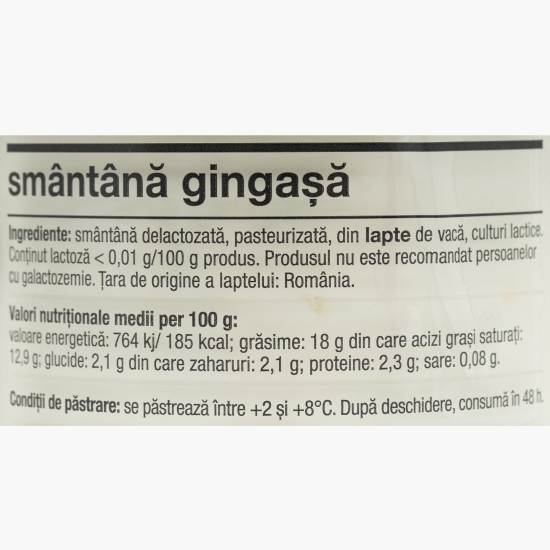 smântână gingașă
Ingrediente: smântână delactozată, pasteurizată, din lapte de vacă, culturi lactice.
Conținut lactoză < 0,01 g/100 g produs. Produsul nu este recomandat persoanelor
cu galactozemie. Țara de origine a laptelui: România.
Valori nutriționale medii per 100 g:
valoare energetică: 764 kj/ 185 kcal; grăsime: 18 g din care acizi grași saturați:
12,9 g; glucide: 2,1 g din care zaharuri: 2,1 g; proteine: 2,3 g; sare: 0,08 g.
Condiții de păstrare: se păstrează între +2 și +8°C. După deschidere, consumă în 48 h.